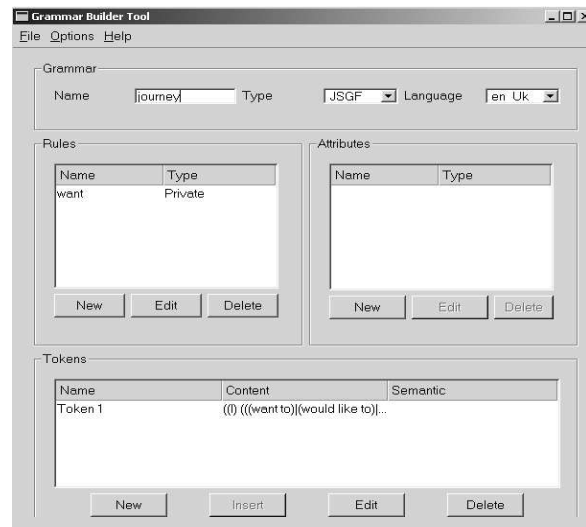 Grammar Builder Tool
File Options Help
Grammar
Name journey Type JSGF Language en Uk
Rules
Name Type
want Private
New Edit Delete
Attributes
Name Type
New Edit Delete
Tokens
Name Content Semantic
Token 1 ((I) (((want to)|(would like to)|...
New Insert Edit Delete